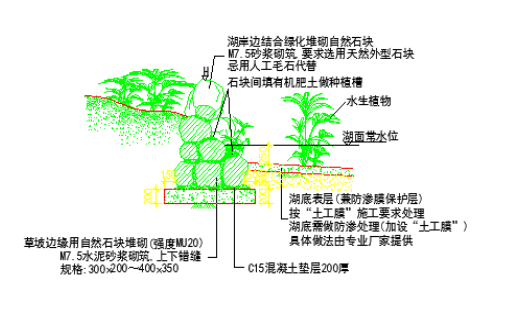 湖岸边结合绿化堆砌自然石块
M7.5砂浆砌筑,要求选用天然外型石块
忌用人工毛石代替
石块间填有机肥土做种植槽
水生植物
湖面常水位
湖底表层(兼防渗膜保护层)
按“土工膜”施工要求处理
湖底需做防渗处理(加设“土工膜”)
具体做法由专业厂家提供
草坡边缘用自然石块堆砌(强度MU20)
M7.5水泥砂浆砌筑,上下错缝
规格:300×200~400×350
C15混凝土垫层200厚